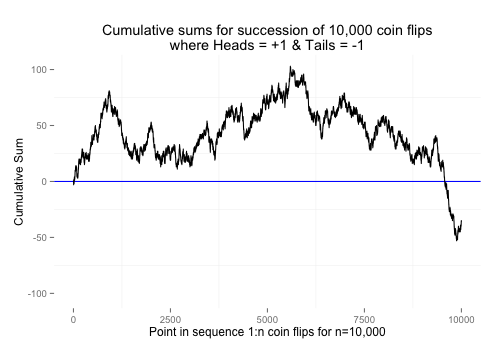 Cumulative sums for succession of 10,000 coin flips
where Heads = +1 & Tails = -1
Cumulative Sum
100
50
0
-50
-100
0 2500 5000 7500 10000
Point in sequence 1:n coin flips for n=10,000